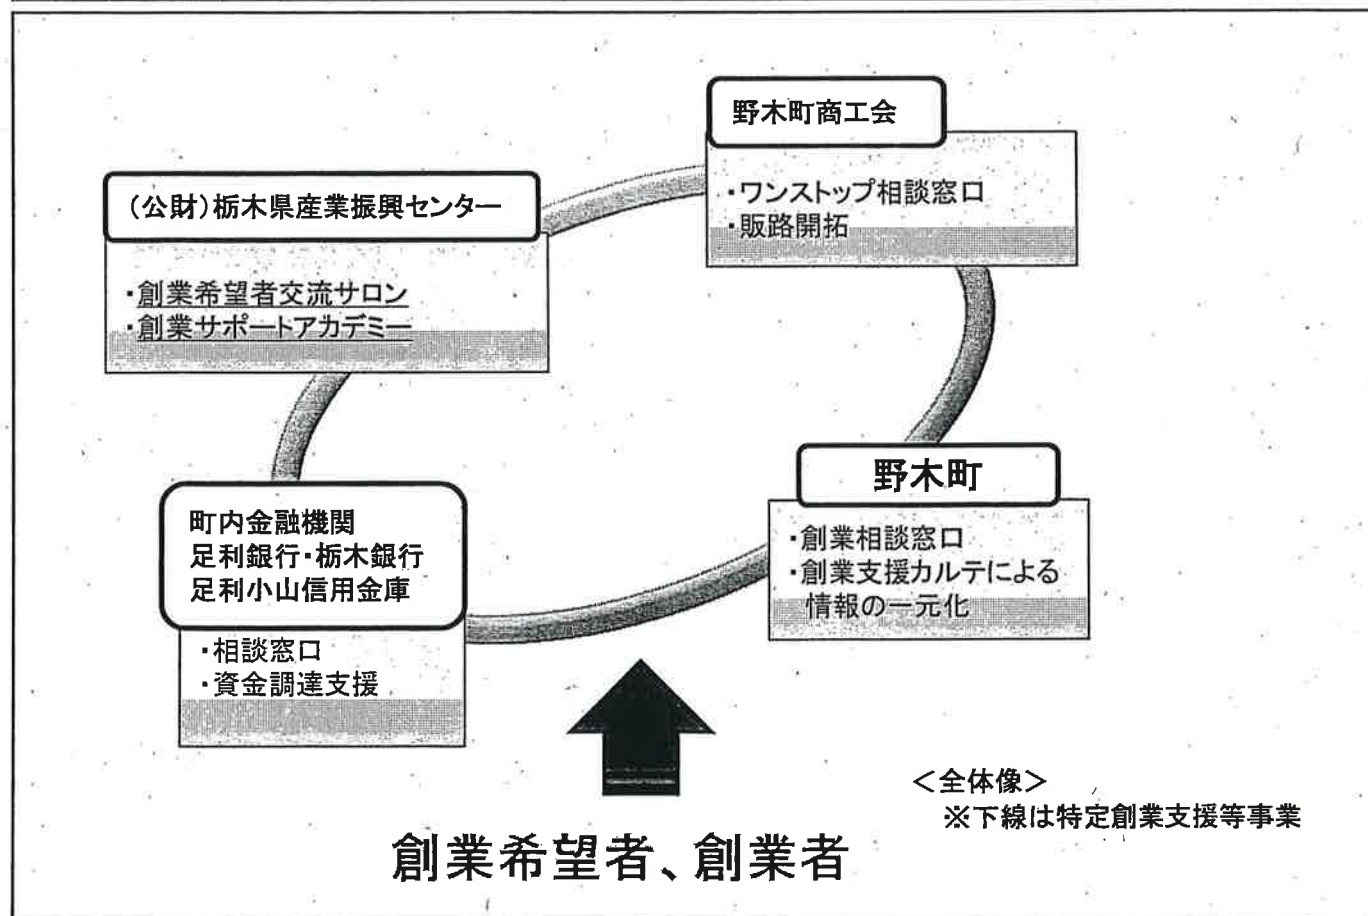 野木町商工会
・ワンストップ相談窓口
・販路開拓
（公財）栃木県産業振興センター
・創業希望者交流サロン
・創業サポートアカデミー
野木町
・創業相談窓口
・創業支援カルテによる
情報の一元化
町内金融機関
足利銀行・栃木銀行
足利小山信用金庫
・相談窓口
・資金調達支援
＜全体像＞
※下線は特定創業支援等事業
創業希望者、創業者